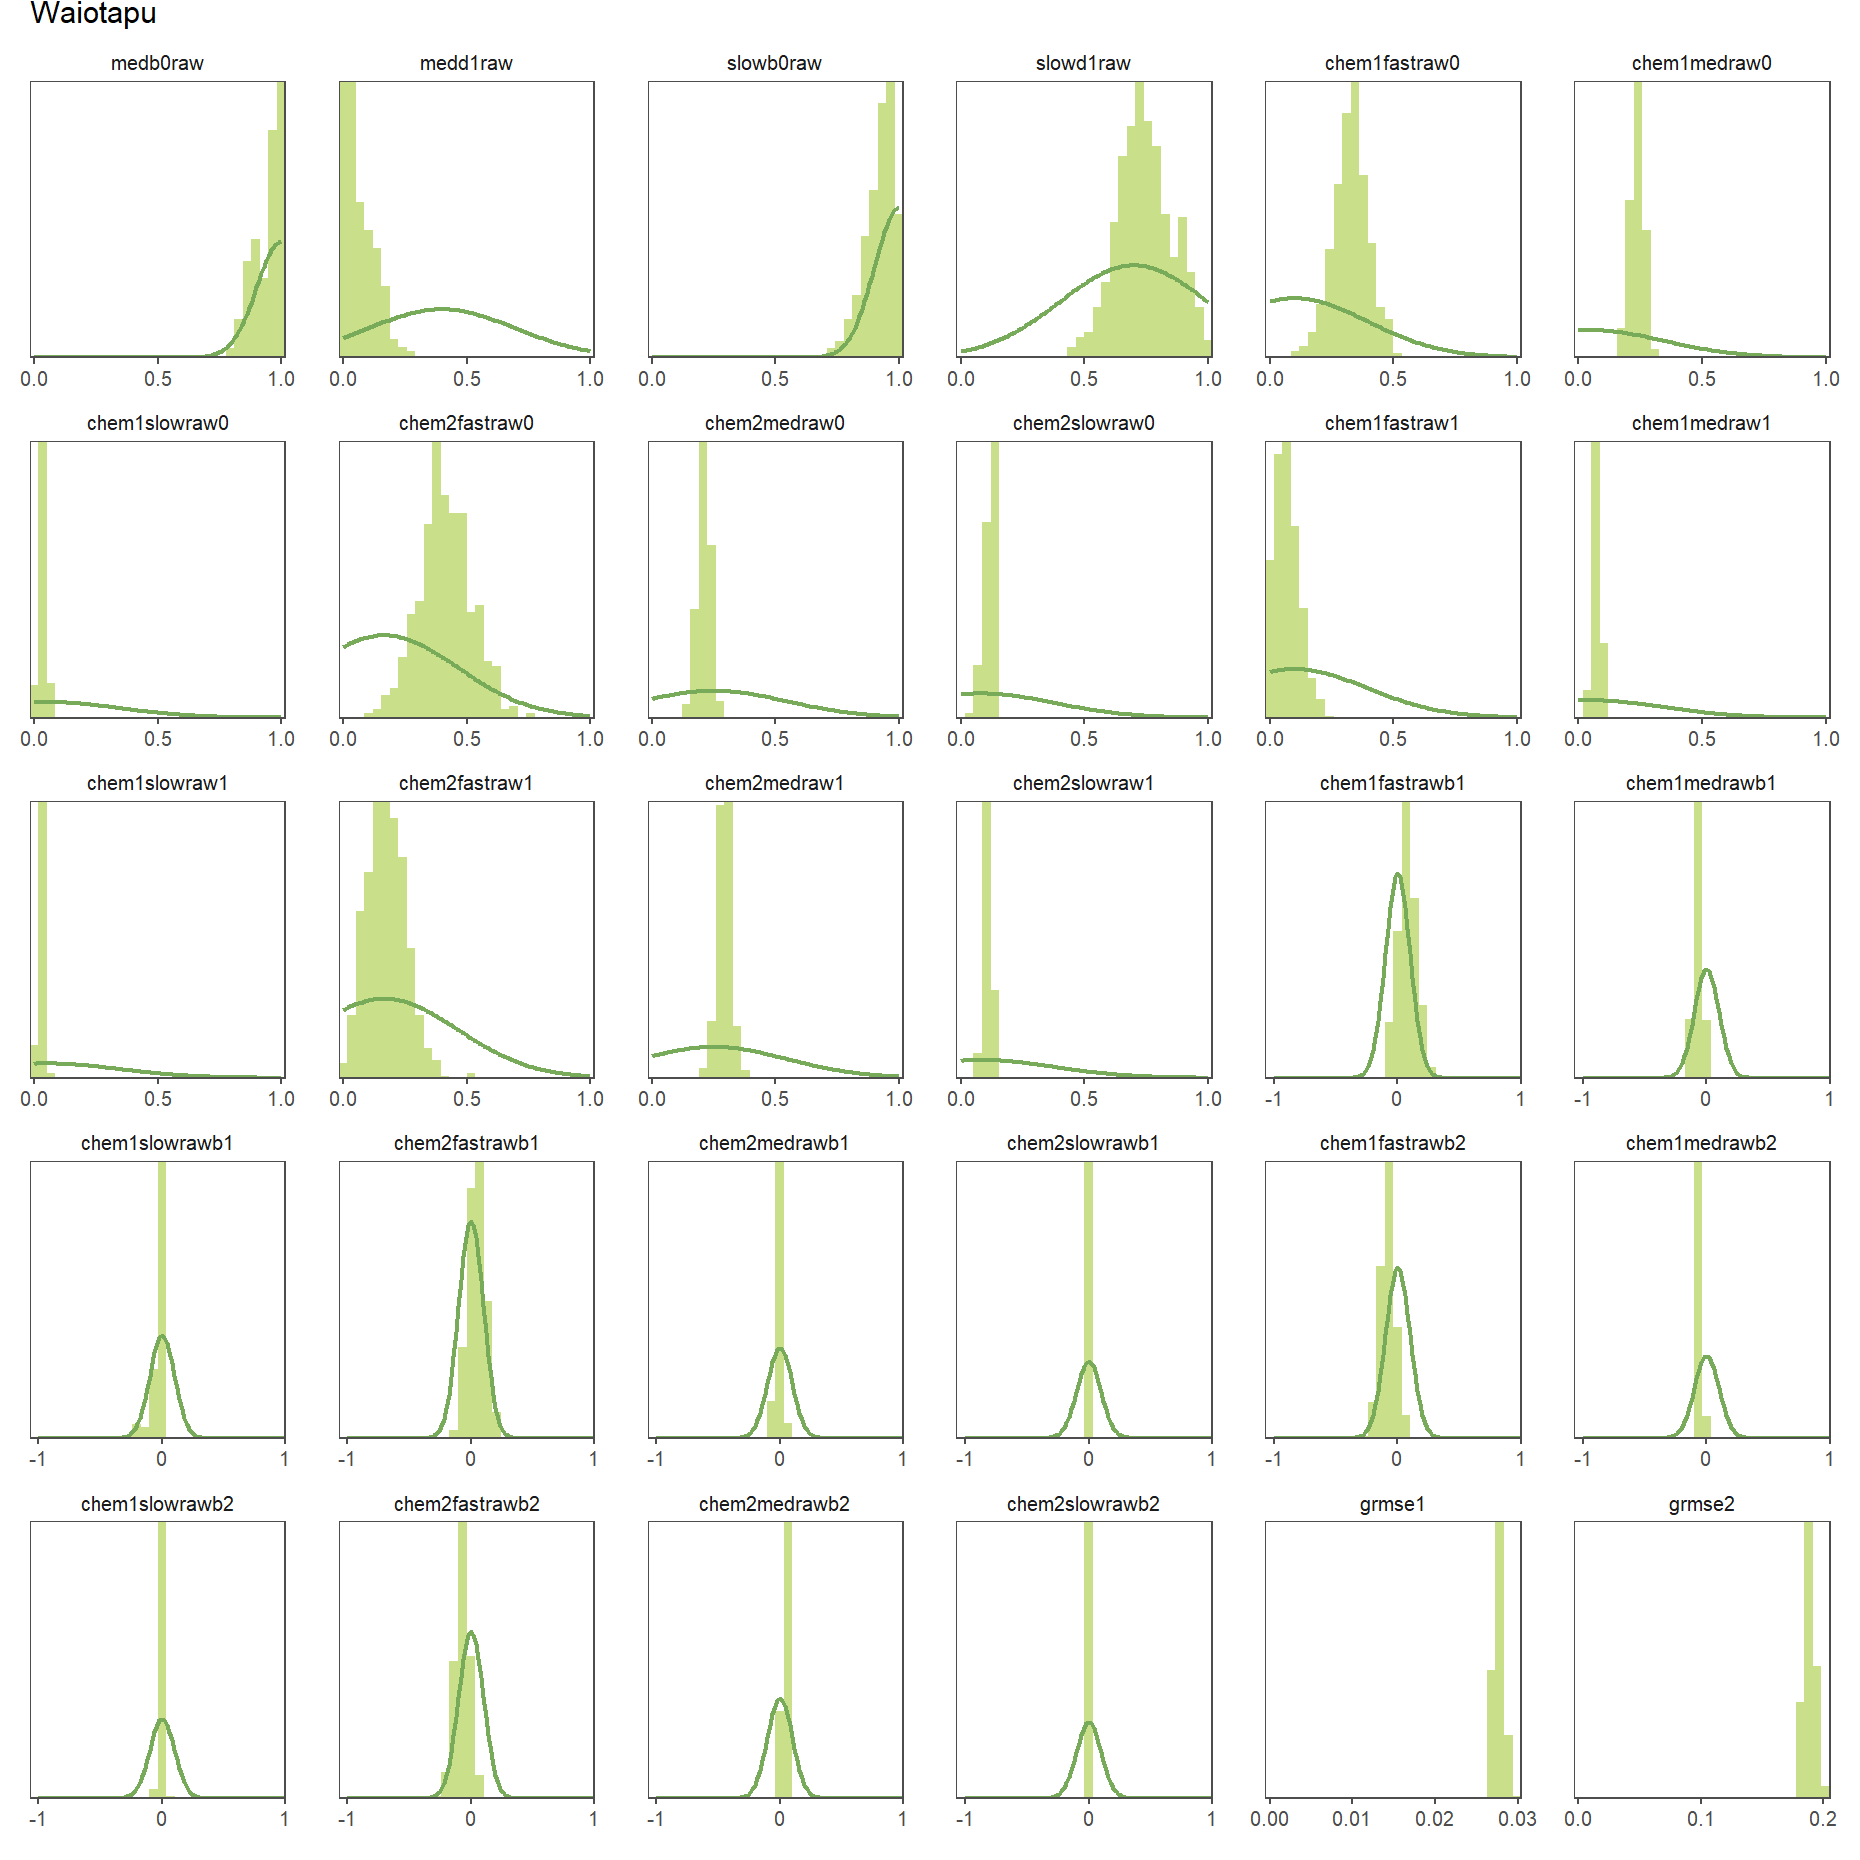 Waiotapu
medb0raw medd1raw slowb0raw slowd1raw chem1fastraw0 chem1medraw0
0.0 0.5 1.0 0.0 0.5 1.0 0.0 0.5 1.0 0.0 0.5 1.0 0.0 0.5 1.0 0.0 0.5 1.0
chem1slowraw0 chem2fastraw0 chem2medraw0 chem2slowraw0 chem1fastraw1 chem1medraw1
0.0 0.5 1.0 0.0 0.5 1.0 0.0 0.5 1.0 0.0 0.5 1.0 0.0 0.5 1.0 0.0 0.5 1.0
chem1slowraw1 chem2fastraw1 chem2medraw1 chem2slowraw1 chem1fastrawb1 chem1medrawb1
0.0 0.5 1.0 0.0 0.5 1.0 0.0 0.5 1.0 0.0 0.5 1.0 -1 0 1 -1 0 1
chem1slowrawb1 chem2fastrawb1 chem2medrawb1 chem2slowrawb1 chem1fastrawb2 chem1medrawb2
-1 0 1 -1 0 1 -1 0 1 -1 0 1 -1 0 1 -1 0 1
chem1slowrawb2 chem2fastrawb2 chem2medrawb2 chem2slowrawb2 grmse1 grmse2
-1 0 1 -1 0 1 -1 0 1 -1 0 1 0.00 0.01 0.02 0.03 0.0 0.1 0.2